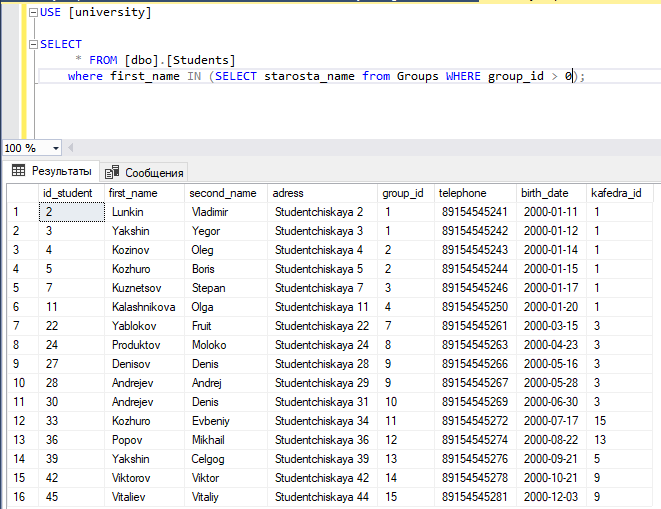 USE [university]
SELECT
* FROM [dbo].[Students]
where first_name IN (SELECT starosta_name from Groups WHERE group_id > 0);
100 %
Результаты Сообщения
id_student first_name second_name adress group_id telephone birth_date kafedra_id
1 2 Lunkin Vladimir Studentchiskaya 2 1 89154545241 2000-01-11 1
2 3 Yakshin Yegor Studentchiskaya 3 1 89154545242 2000-01-12 1
3 4 Kozinov Oleg Studentchiskaya 4 2 89154545243 2000-01-14 1
4 5 Kozhuro Boris Studentchiskaya 5 2 89154545244 2000-01-15 1
5 7 Kuznetsov Stepan Studentchiskaya 7 3 89154545246 2000-01-17 1
6 11 Kalashnikova Olga Studentchiskaya 11 4 89154545250 2000-01-20 1
7 22 Yablokov Fruit Studentchiskaya 22 7 89154545261 2000-03-15 3
8 24 Produktov Moloko Studentchiskaya 24 8 89154545263 2000-04-23 3
9 27 Denisov Denis Studentchiskaya 28 9 89154545266 2000-05-16 3
10 28 Andrejev Andrej Studentchiskaya 29 9 89154545267 2000-05-28 3
11 30 Andrejev Denis Studentchiskaya 31 10 89154545269 2000-06-30 3
12 33 Kozhuro Evbeniy Studentchiskaya 34 11 89154545272 2000-07-17 15
13 36 Popov Mikhail Studentchiskaya 36 12 89154545274 2000-08-22 13
14 39 Yakshin Celgog Studentchiskaya 39 13 89154545276 2000-09-21 5
15 42 Viktorov Viktor Studentchiskaya 42 14 89154545278 2000-10-21 9
16 45 Vitaliev Vitaliy Studentchiskaya 44 15 89154545281 2000-12-03 9